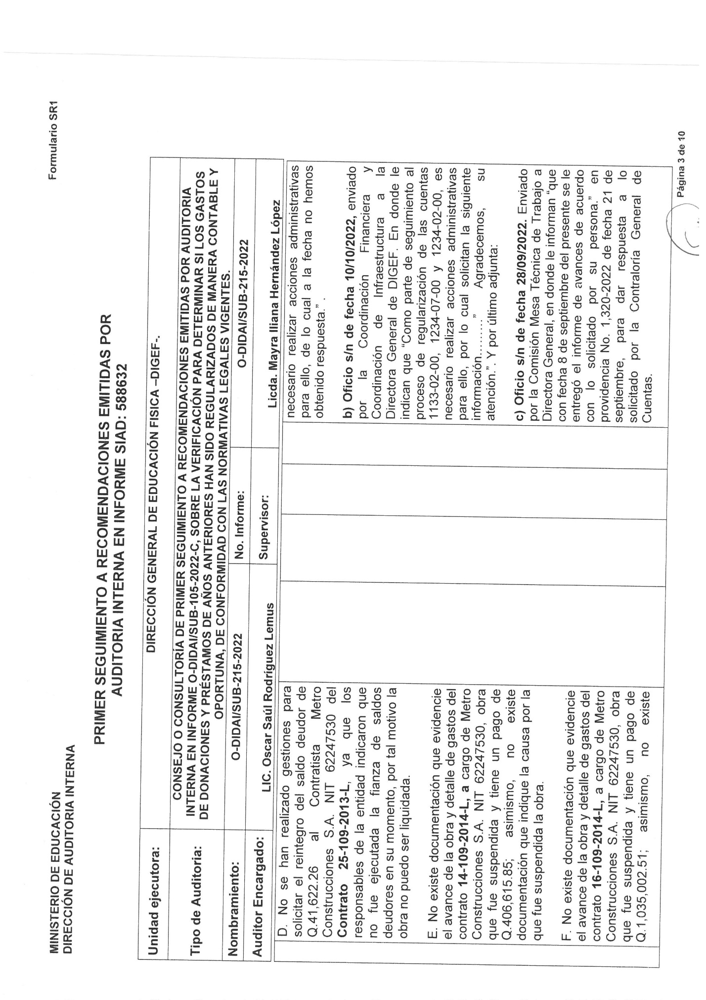 MINISTERIO DE EDUCACIÓN
DIRECCIÓN DE AUDITORIA INTERNA
Formulario SR1
PRIMER SEGUIMIENTO A RECOMENDACIONES EMITIDAS POR
AUDITORIA INTERNA EN INFORME SIAD: 588632
Unidad ejecutora:
DIRECCIÓN GENERAL DE EDUCACIÓN FISICA –DIGEF-.
Tipo de Auditoria:
CONSEJO O CONSULTORÍA DE PRIMER SEGUIMIENTO A RECOMENDACIONES EMITIDAS POR AUDITORIA
INTERNA EN INFORME O-DIDAI/SUB-105-2022-C, SOBRE LA VERIFICACIÓN PARA DETERMINAR SI LOS GASTOS
DE DONACIONES Y PRÉSTAMOS DE AÑOS ANTERIORES HAN SIDO REGULARIZADOS DE MANERA CONTABLE Y
OPORTUNA, DE CONFORMIDAD CON LAS NORMATIVAS LEGALES VIGENTES.
Nombramiento:
O-DIDAI/SUB-215-2022
No. Informe:
O-DIDAI/SUB-215-2022
Auditor Encargado:
LIC. Oscar Saúl Rodríguez Lemus
Supervisor:
Licda. Mayra Iliana Hernández López
D. No se han realizado gestiones para
solicitar el reintegro del saldo deudor de
Q.41,622.26 al Contratista Metro
Construcciones S.A. NIT 62247530 del
Contrato 25-109-2013-L, ya que los
responsables de la entidad indicaron que
no fue ejecutada la fianza de saldos
deudores en su momento, por tal motivo la
obra no puedo ser liquidada.
E. No existe documentación que evidencie
el avance de la obra y detalle de gastos del
contrato 14-109-2014-L, a cargo de Metro
Construcciones S.A. NIT 62247530, obra
que fue suspendida y tiene un pago de
Q.406,615.85; asimismo, no existe
documentación que indique la causa por la
que fue suspendida la obra.
F. No existe documentación que evidencie
el avance de la obra y detalle de gastos del
contrato 16-109-2014-L, a cargo de Metro
Construcciones S.A. NIT 62247530, obra
que fue suspendida y tiene un pago de
Q.1,035,002.51; asimismo, no existe
necesario realizar acciones administrativas
para ello, de lo cual a la fecha no hemos
obtenido respuesta.” .
b) Oficio s/n de fecha 10/10/2022, enviado
por la Coordinación Financiera y
Coordinación de Infraestructura a la
Directora General de DIGEF. En donde le
indican que “Como parte de seguimiento al
proceso de regularización de las cuentas
1133-02-00, 1234-07-00 y 1234-02-00, es
necesario realizar acciones administrativas
para ello, por lo cual solicitan la siguiente
información………” Agradecemos, su
atención.”. Y por último adjunta:
c) Oficio s/n de fecha 28/09/2022. Enviado
por la Comisión Mesa Técnica de Trabajo a
Directora General, en donde le informan “que
con fecha 8 de septiembre del presente se le
entregó el informe de avances de acuerdo
con lo solicitado por su persona.” en
providencia No. 1,320-2022 de fecha 21 de
septiembre, para dar respuesta a lo
solicitado por la Contraloría General de
Cuentas.
Página 3 de 10